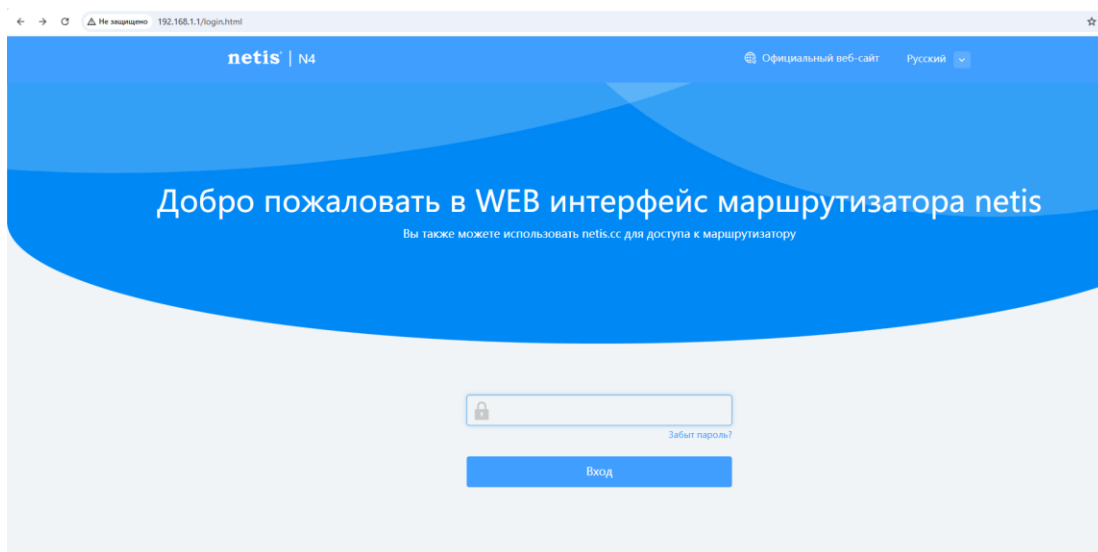 Не защищено 192.168.1.1/login.html
netis | N4 Официальный веб-сайт Русский
Добро пожаловать в WEB интерфейс маршрутизатора netis
Вы также можете использовать netis.cc для доступа к маршрутизатору
Забыт пароль?
Вход